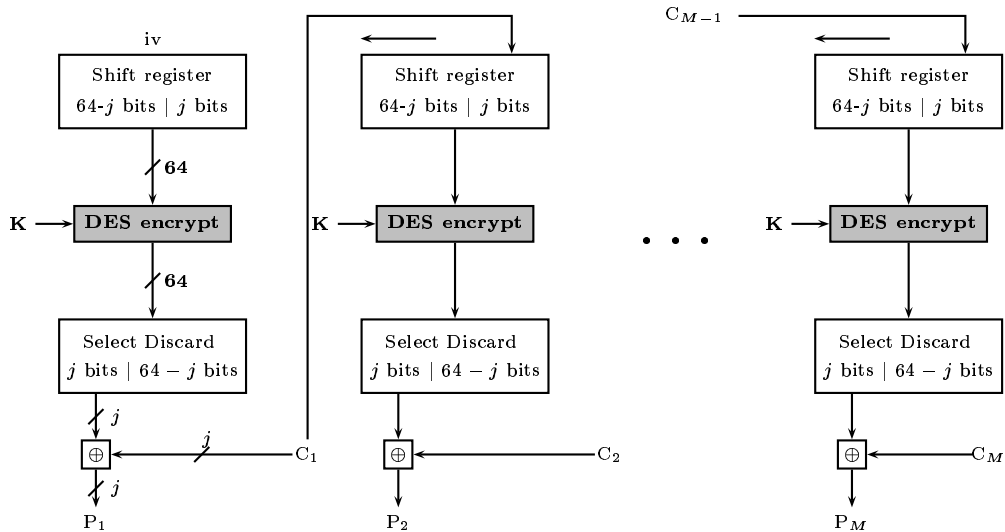 C_{M−1}
iv
Shift register
64-j bits | j bits
Shift register
64-j bits | j bits
Shift register
64-j bits | j bits
64
K
DES encrypt
K
DES encrypt
K
DES encrypt
64
Select Discard
j bits | 64 − j bits
Select Discard
j bits | 64 − j bits
Select Discard
j bits | 64 − j bits
j
⊕
j
C_1
⊕
C_2
⊕
C_M
j
P_1
P_2
P_M